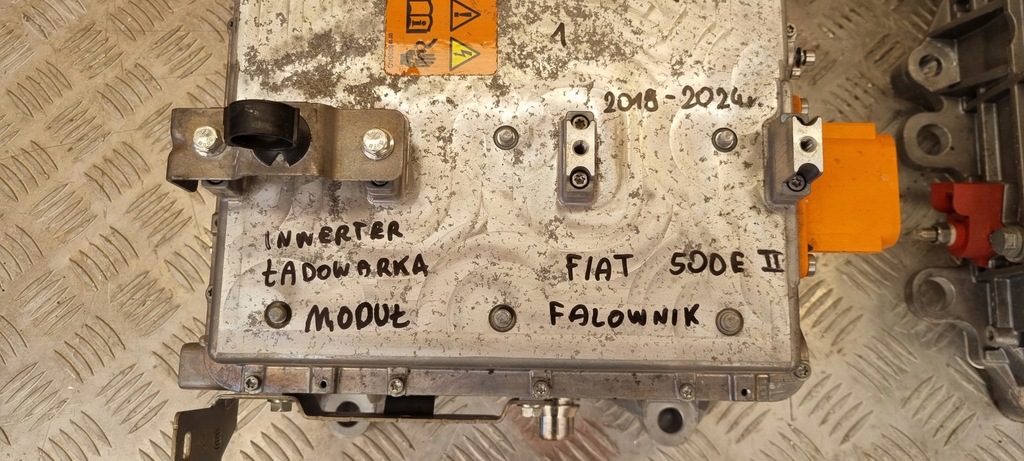 1
2018-2024r.
INWERTER
ŁADOWARKA
FIAT 500E II
MODUŁ
FALOWNIK